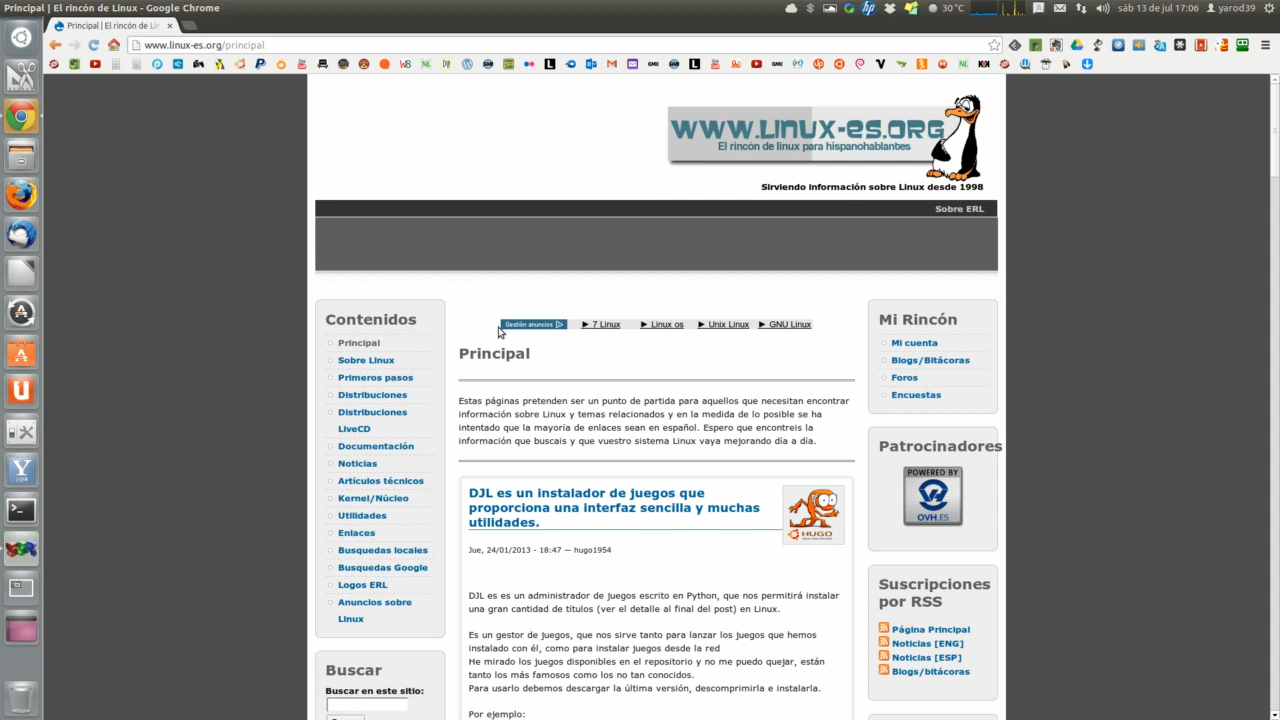 Principal | El rincón de Linux - Google Chrome
30 °C
sáb 13 de jul 17:06
yarod39
Principal | El rincón de Lin
www.linux-es.org/principal
WWW.LINUX-ES.ORG
El rincón de linux para hispanohablantes
Sirviendo información sobre Linux desde 1998
Sobre ERL
Contenidos
Principal
Sobre Linux
Primeros pasos
Distribuciones
Distribuciones
LiveCD
Documentación
Noticias
Artículos técnicos
Kernel/Núcleo
Utilidades
Enlaces
Busquedas locales
Busquedas Google
Logos ERL
Anuncios sobre
Linux
Buscar
Buscar en este sitio:
Gestión anuncios
► 7 Linux
► Linux os
► Unix Linux
► GNU Linux
Principal
Estas páginas pretenden ser un punto de partida para aquellos que necesitan encontrar
información sobre Linux y temas relacionados y en la medida de lo posible se ha
intentado que la mayoría de enlaces sean en español. Espero que encontreis la
información que buscais y que vuestro sistema Linux vaya mejorando día a día.
DJL es un instalador de juegos que
proporciona una interfaz sencilla y muchas
utilidades.
HUGO
Jue, 24/01/2013 - 18:47 — hugo1954
DJL es es un administrador de juegos escrito en Python, que nos permitirá instalar
una gran cantidad de títulos (ver el detalle al final del post) en Linux.
Es un gestor de juegos, que nos sirve tanto para lanzar los juegos que hemos
instalado con él, como para instalar juegos desde la red
He mirado los juegos disponibles en el repositorio y no me puedo quejar, están
tanto los más famosos como los no tan conocidos.
Para usarlo debemos descargar la última versión, descomprimirla e instalarla.
Por ejemplo:
Mi Rincón
Mi cuenta
Blogs/Bitácoras
Foros
Encuestas
Patrocinadores
POWERED BY
OVH.ES
Suscripciones
por RSS
Página Principal
Noticias [ENG]
Noticias [ESP]
Blogs/bitácoras